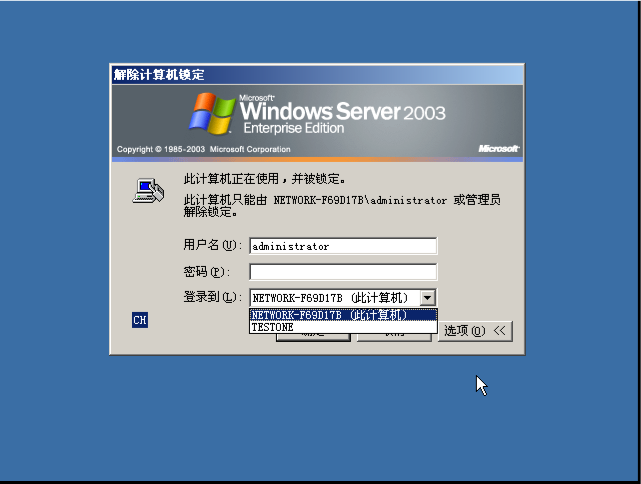 解除计算机锁定
Microsoft
Windows Server 2003
Enterprise Edition
Copyright © 1985-2003 Microsoft Corporation
Microsoft
此计算机正在使用，并被锁定。
此计算机只能由 NETWORK-F69D17B\administrator 或管理员
解除锁定。
用户名(U):
administrator
密码(P):
登录到(L):
NETWORK-F69D17B (此计算机)
NETWORK-F69D17B (此计算机)
TESTONE
CH
选项(O) <<